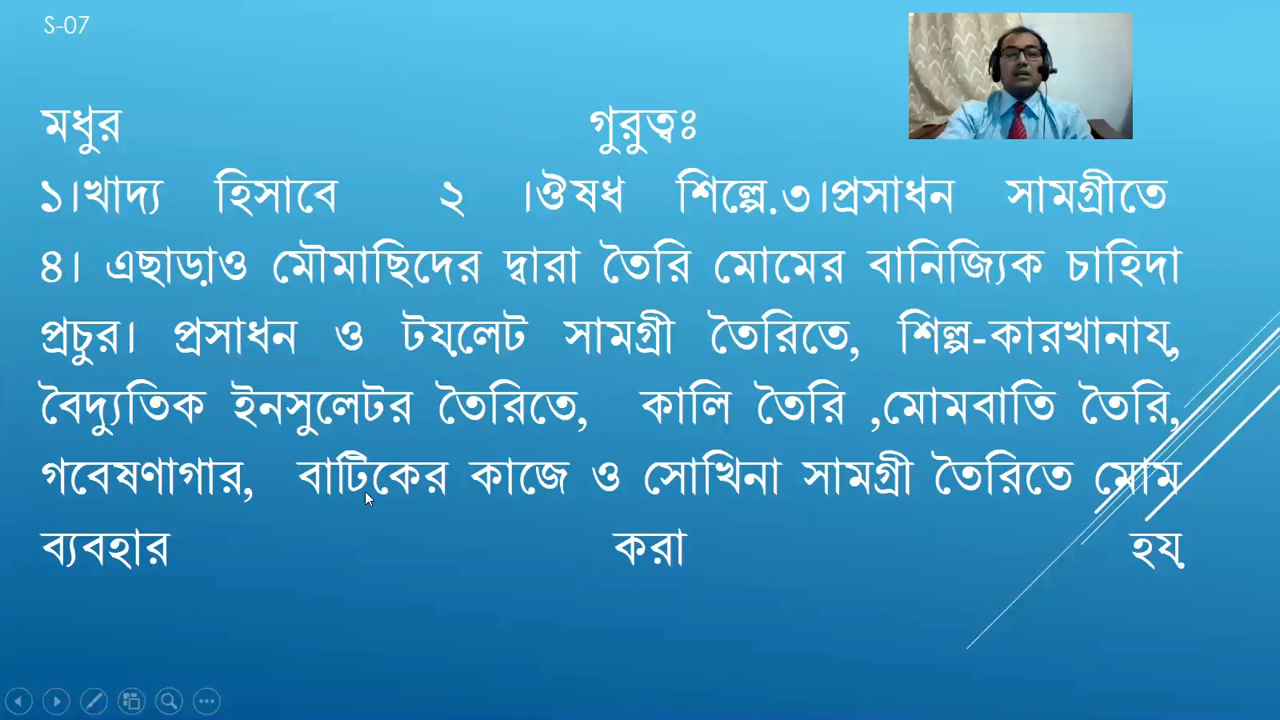 S-07
মধুর গুরুত্বঃ
১।খাদ্য হিসাবে ২ ।ঔষধ শিল্পে.৩।প্রসাধন সামগ্রীতে
৪। এছাড়াও মৌমাছিদের দ্বারা তৈরি মোমের বানিজ্যিক চাহিদা
প্রচুর। প্রসাধন ও টয়লেট সামগ্রী তৈরিতে, শিল্প-কারখানায়,
বৈদ্যুতিক ইনসুলেটর তৈরিতে, কালি তৈরি ,মোমবাতি তৈরি,
গবেষণাগার, বাটিকের কাজে ও সোখিনা সামগ্রী তৈরিতে মোম
ব্যবহার করা হয়